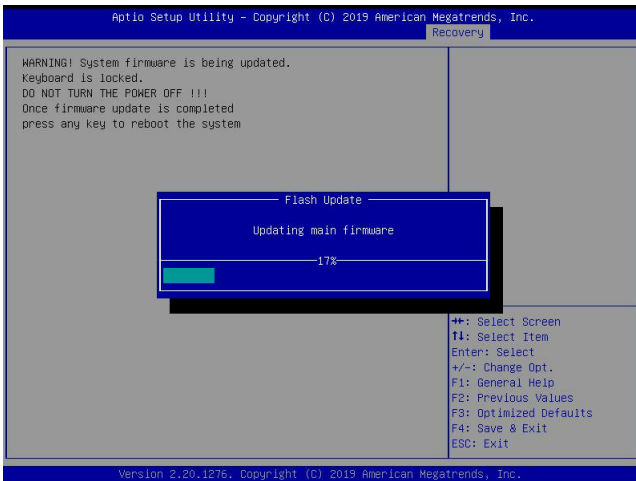 Aptio Setup Utility – Copyright (C) 2019 American Megatrends, Inc.
Recovery
WARNING! System firmware is being updated.
Keyboard is locked.
DO NOT TURN THE POWER OFF !!!
Once firmware update is completed
press any key to reboot the system
Flash Update
Updating main firmware
17%
→←: Select Screen
↑↓: Select Item
Enter: Select
+/-: Change Opt.
F1: General Help
F2: Previous Values
F3: Optimized Defaults
F4: Save & Exit
ESC: Exit
Version 2.20.1276. Copyright (C) 2019 American Megatrends, Inc.